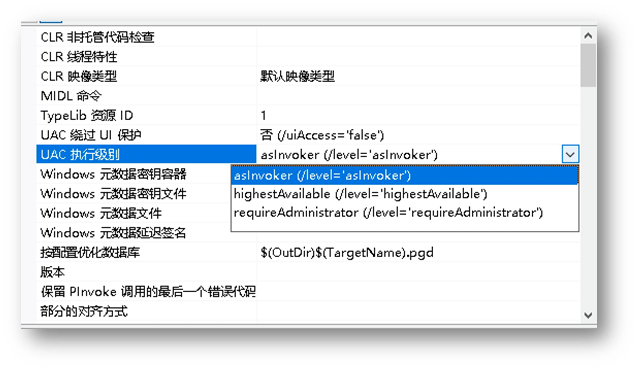 CLR 非托管代码检查
CLR 线程特性
CLR 映像类型 默认映像类型
MIDL 命令
TypeLib 资源 ID 1
UAC 绕过 UI 保护 否 (/uiAccess='false')
UAC 执行级别 asInvoker (/level='asInvoker')
Windows 元数据密钥容器 asInvoker (/level='asInvoker')
Windows 元数据密钥文件 highestAvailable (/level='highestAvailable')
Windows 元数据文件 requireAdministrator (/level='requireAdministrator')
Windows 元数据延迟签名
按配置优化数据库 $(OutDir)$(TargetName).pgd
版本
保留 PInvoke 调用的最后一个错误代码
部分的对齐方式